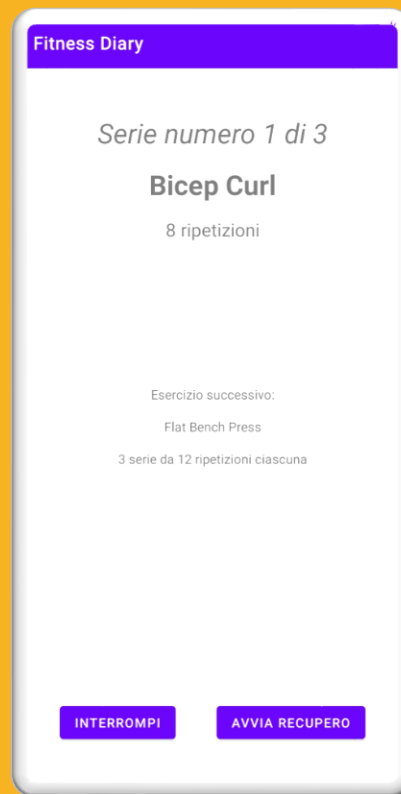 Fitness Diary
Serie numero 1 di 3
Bicep Curl
8 ripetizioni
Esercizio successivo:
Flat Bench Press
3 serie da 12 ripetizioni ciascuna
INTERROMPI
AVVIA RECUPERO